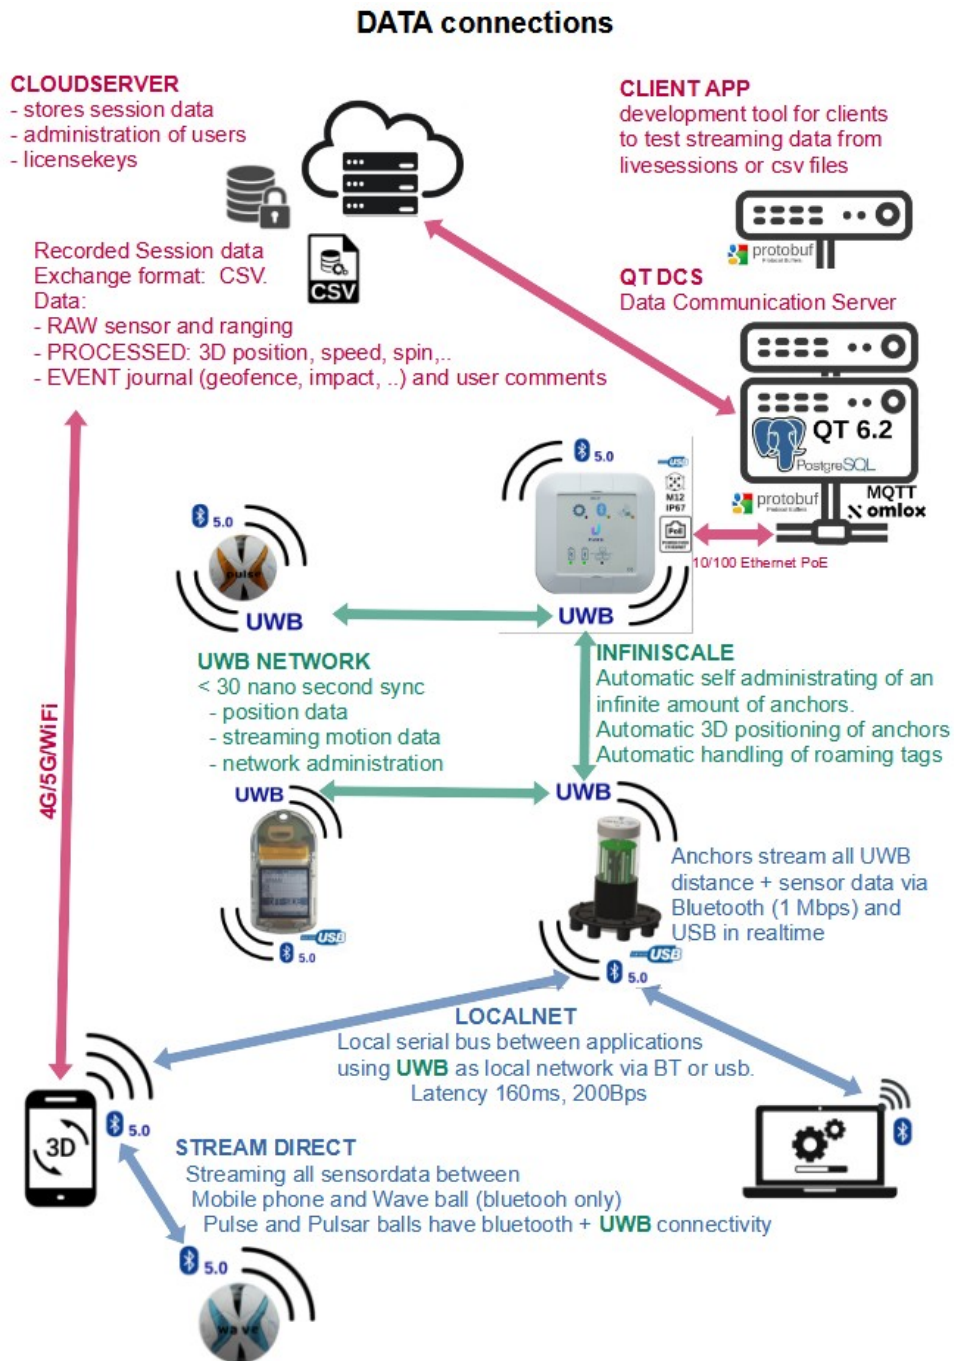 DATA connections
CLOUDSERVER
- stores session data
- administration of users
- licensekeys
CLIENT APP
development tool for clients
to test streaming data from
livesessions or csv files
protobuf
Protocol Buffers
CSV
Recorded Session data
Exchange format:  CSV.
Data:
- RAW sensor and ranging
- PROCESSED: 3D position, speed, spin,..
- EVENT journal (geofence, impact, ..) and user comments
QT DCS
Data Communication Server
QT 6.2
PostgreSQL
protobuf
Protocol Buffers
MQTT
omlox
5.0
USB
M12
IP67
PoE
10/100 Ethernet PoE
5.0
pulse
UWB
UWB
UWB NETWORK
< 30 nano second sync
- position data
- streaming motion data
- network administration
INFINISCALE
Automatic self administrating of an
infinite amount of anchors.
Automatic 3D positioning of anchors
Automatic handling of roaming tags
4G/5G/WiFi
UWB
UWB
USB
5.0
USB
5.0
Anchors stream all UWB
distance + sensor data via
Bluetooth (1 Mbps) and
USB in realtime
LOCALNET
Local serial bus between applications
using UWB as local network via BT or usb.
Latency 160ms, 200Bps
3D
5.0
STREAM DIRECT
Streaming all sensordata between
Mobile phone and Wave ball (bluetooh only)
Pulse and Pulsar balls have bluetooth + UWB connectivity
5.0
wave